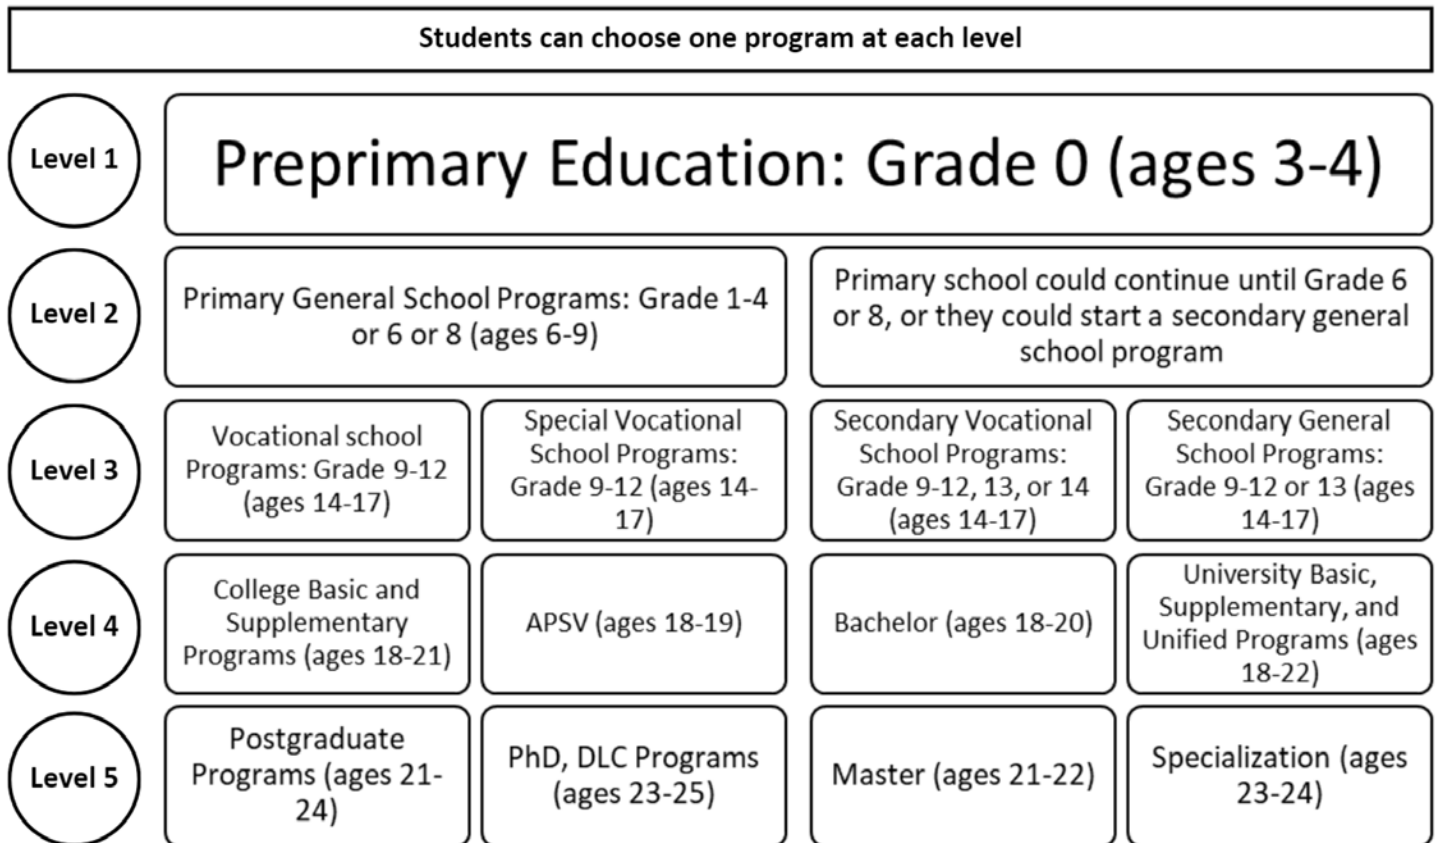 Students can choose one program at each level
Level 1
Preprimary Education: Grade 0 (ages 3-4)
Level 2
Primary General School Programs: Grade 1-4
or 6 or 8 (ages 6-9)
Primary school could continue until Grade 6
or 8, or they could start a secondary general
school program
Level 3
Vocational school
Programs: Grade 9-12
(ages 14-17)
Special Vocational
School Programs:
Grade 9-12 (ages 14-
17)
Secondary Vocational
School Programs:
Grade 9-12, 13, or 14
(ages 14-17)
Secondary General
School Programs:
Grade 9-12 or 13 (ages
14-17)
Level 4
College Basic and
Supplementary
Programs (ages 18-21)
APSV (ages 18-19)
Bachelor (ages 18-20)
University Basic,
Supplementary, and
Unified Programs (ages
18-22)
Level 5
Postgraduate
Programs (ages 21-
24)
PhD, DLC Programs
(ages 23-25)
Master (ages 21-22)
Specialization (ages
23-24)